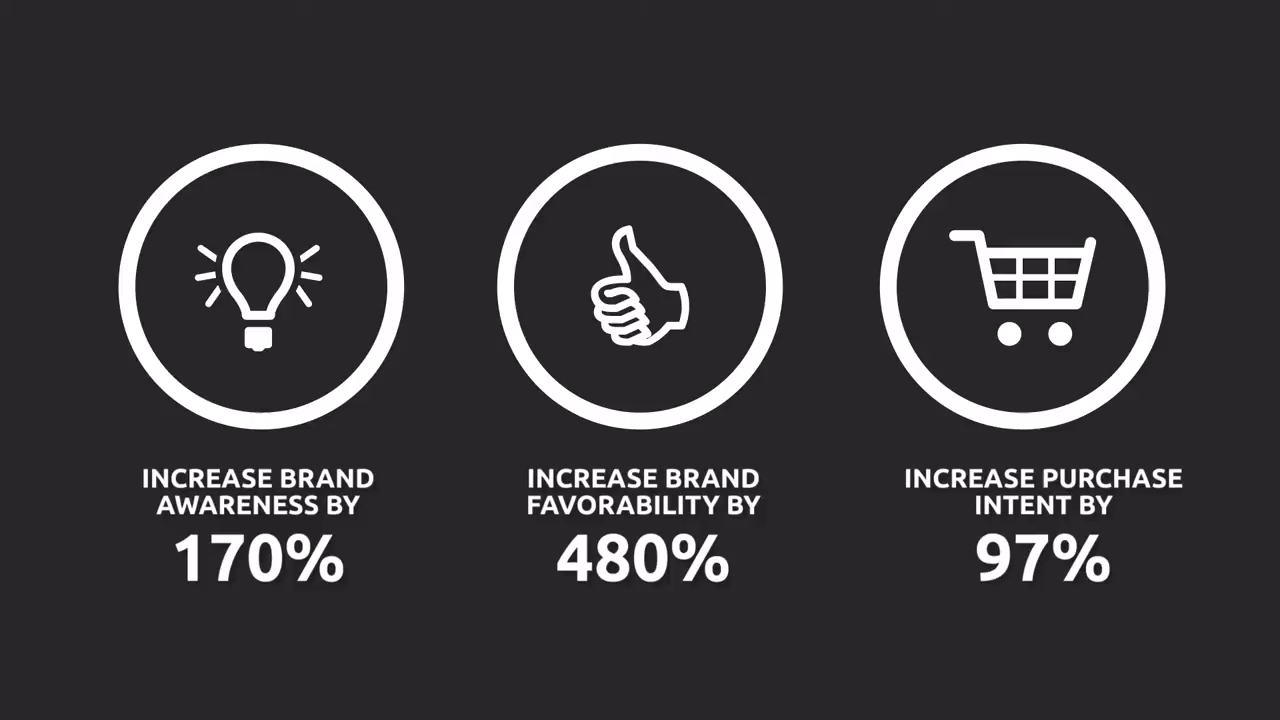 INCREASE BRAND
AWARENESS BY
170%
INCREASE BRAND
FAVORABILITY BY
480%
INCREASE PURCHASE
INTENT BY
97%